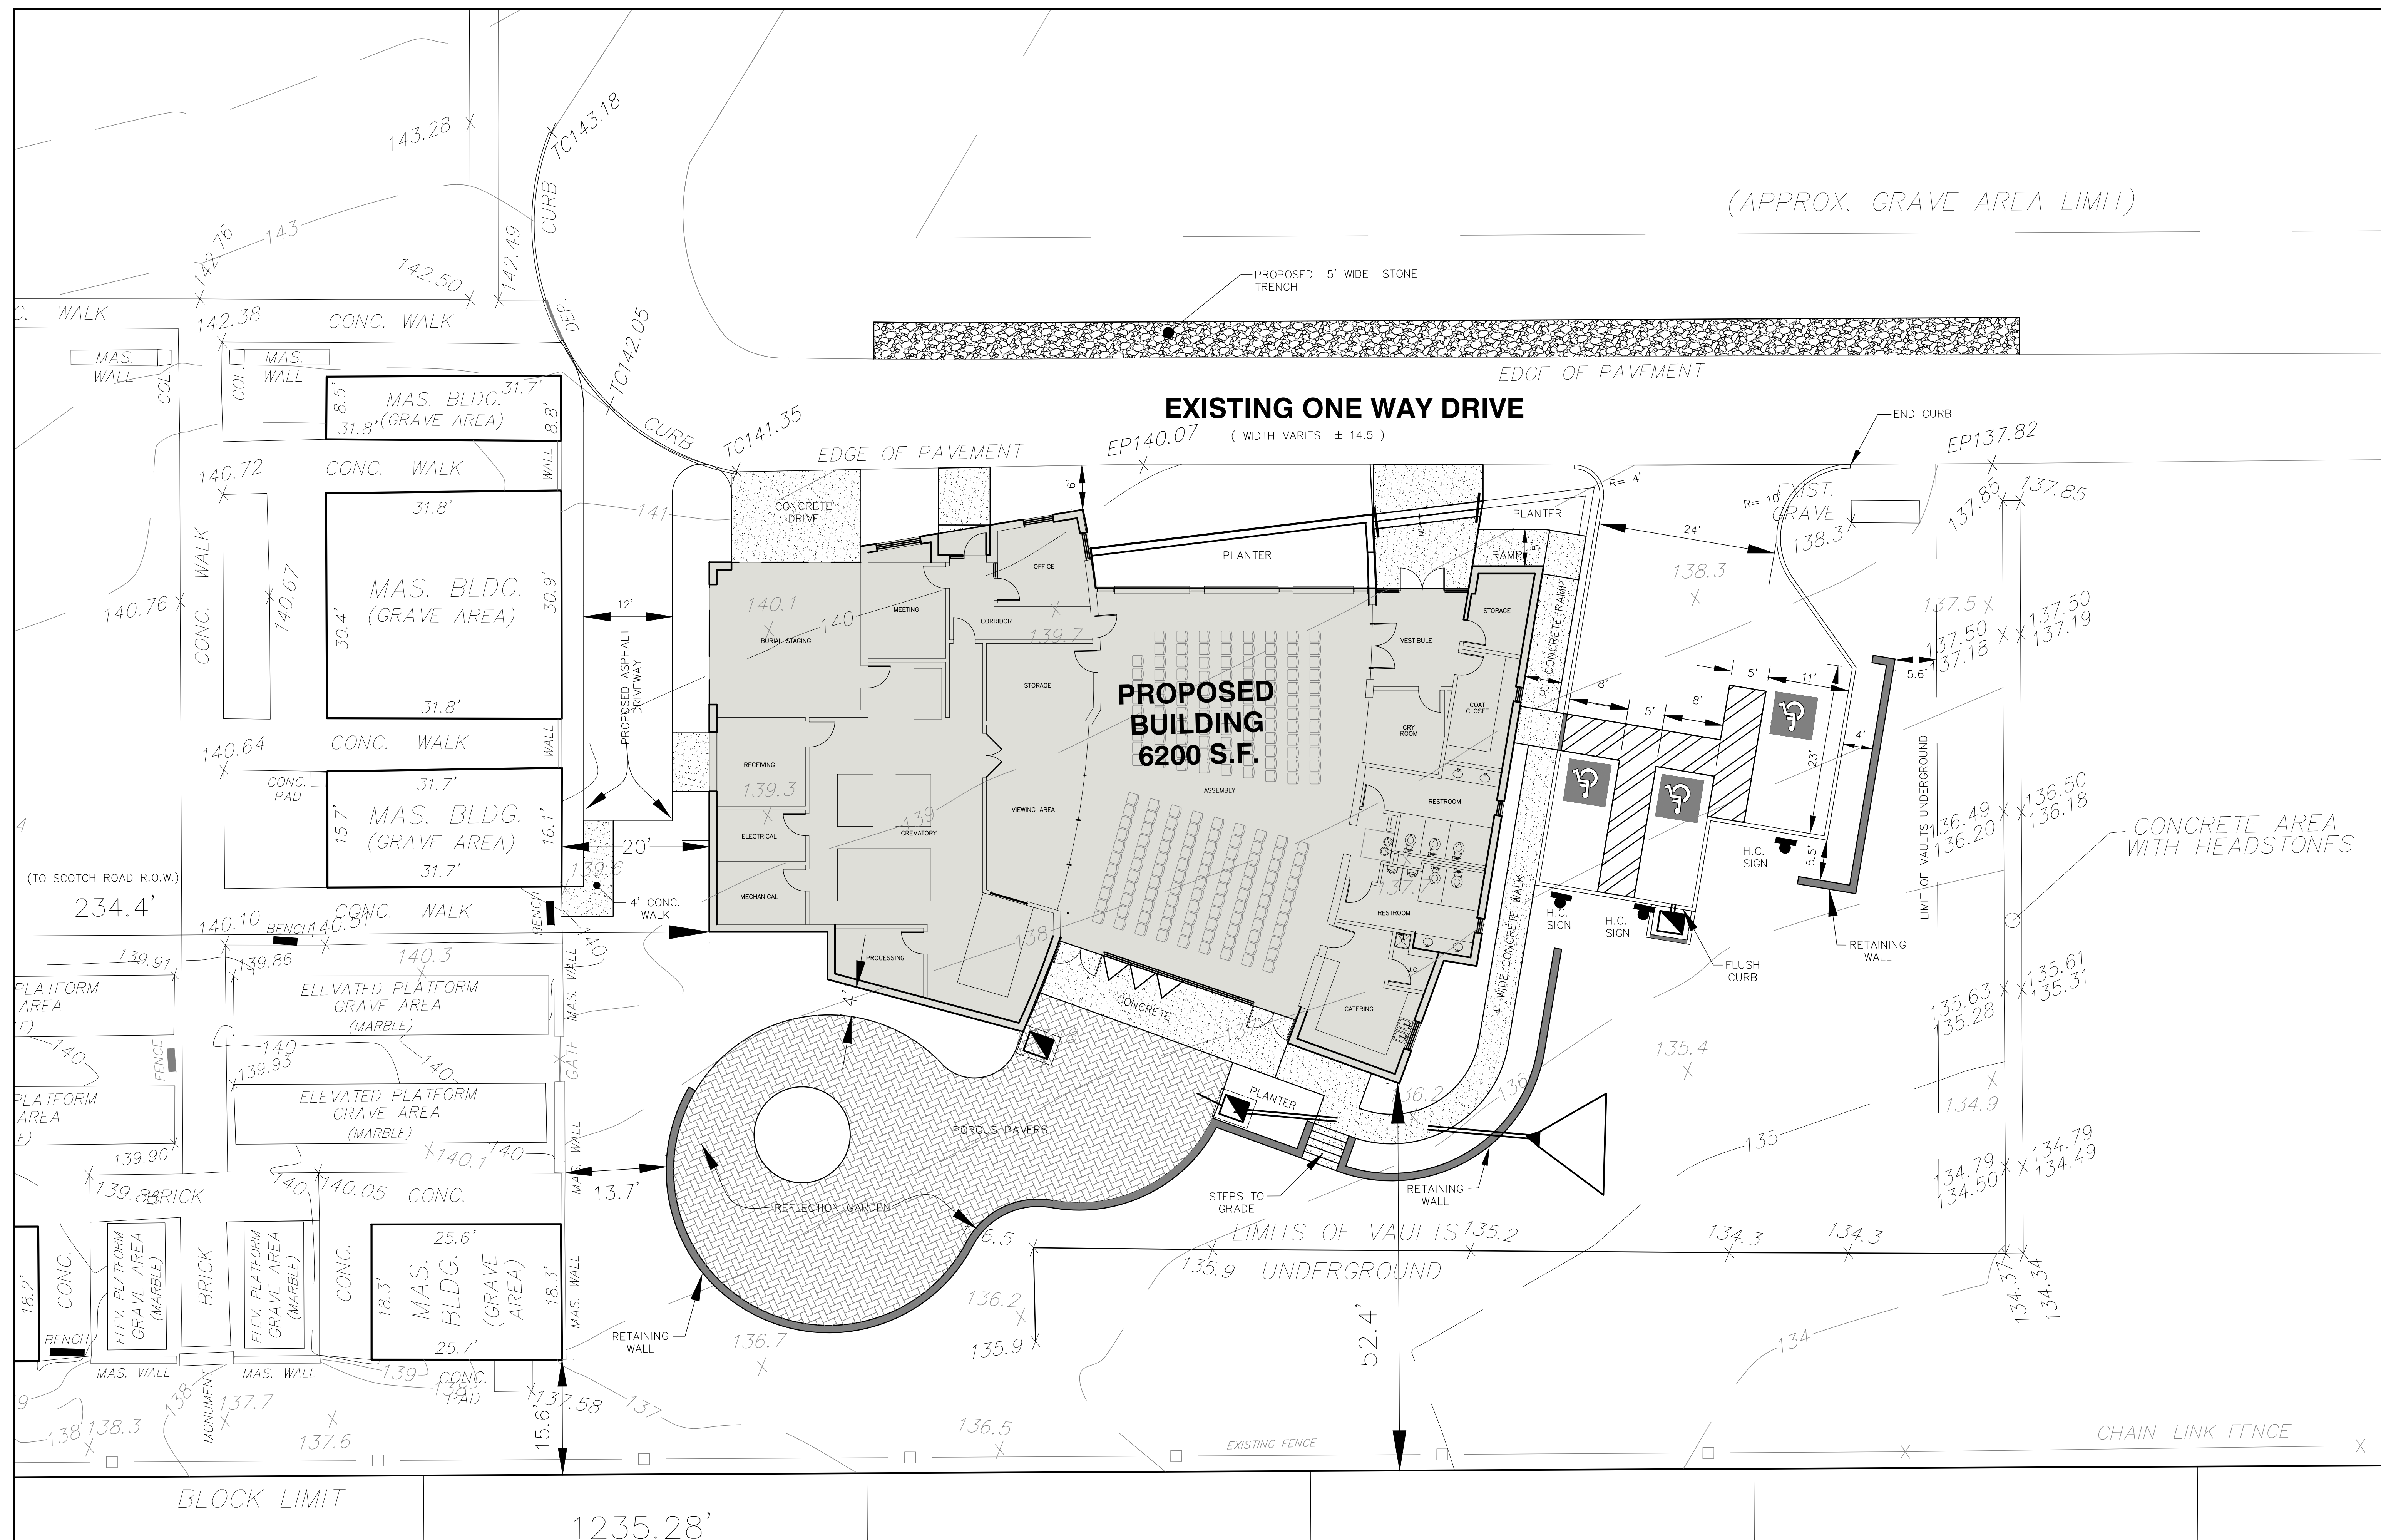 (APPROX. GRAVE AREA LIMIT)
TC143.18
143.28
CURB
143
142.76
142.50
142.49
DEP.
TC142.05
PROPOSED 5' WIDE STONE
TRENCH
C. WALK
142.38
CONC. WALK
MAS.
WALL
COL.
COL.
MAS.
WALL
8.5'
MAS. BLDG.
(GRAVE AREA)
31.7'
31.8'
8.8'
EDGE OF PAVEMENT
EXISTING ONE WAY DRIVE
( WIDTH VARIES ± 14.5 )
END CURB
CURB
TC141.35
EDGE OF PAVEMENT
EP140.07
EP137.82
140.72
CONC. WALK
WALL
31.8'
MAS. BLDG.
(GRAVE AREA)
30.4'
30.9'
31.8'
CONC. WALK
140.76
140.67
141
12'
PROPOSED ASPHALT
DRIVEWAY
CONCRETE
DRIVE
6'
OFFICE
PLANTER
PLANTER
RAMP
5'
R= 4'
R= 10'
EXIST.
GRAVE
24'
138.3
138.3
137.85
137.85
140.1
140
BURIAL STAGING
MEETING
CORRIDOR
139.7
STORAGE
VESTIBULE
STORAGE
CONCRETE RAMP
137.5
137.50
137.18
137.50
137.19
PROPOSED
BUILDING
6200 S.F.
CRY
ROOM
COAT
CLOSET
5'
8'
5'
8'
5'
11'
23'
4'
5.6'
LIMIT OF VAULTS UNDERGROUND
140.64
CONC. WALK
WALL
CONC.
PAD
31.7'
MAS. BLDG.
(GRAVE AREA)
15.7'
16.1'
31.7'
RECEIVING
139.3
ELECTRICAL
MECHANICAL
PROCESSING
CREMATORY
139
VIEWING AREA
ASSEMBLY
RESTROOM
RESTROOM
137.7
J.C.
CATERING
138
20'
139.6
4' CONC.
WALK
4' WIDE CONCRETE WALK
H.C.
SIGN
H.C.
SIGN
H.C.
SIGN
5.5'
FLUSH
CURB
RETAINING
WALL
136.49
136.20
136.50
136.18
CONCRETE AREA
WITH HEADSTONES
(TO SCOTCH ROAD R.O.W.)
234.4'
4
140.10
BENCH
140.51
CONC. WALK
BENCH
140
139.91
139.86
140.3
PLATFORM
AREA
ELEVATED PLATFORM
GRAVE AREA
(MARBLE)
MAS. WALL
GATE
140
FENCE
140
139.93
140
PLATFORM
AREA
ELEVATED PLATFORM
GRAVE AREA
(MARBLE)
139.90
140.1
140
MAS. WALL
4'
CONCRETE
PLANTER
136.2
136
POROUS PAVERS
REFLECTION GARDEN
13.7'
STEPS TO
GRADE
RETAINING
WALL
135.4
135
135.63
135.28
135.61
135.31
134.9
134.79
134.50
134.79
134.49
BRICK
140
140.05
CONC.
18.2'
CONC.
ELEV. PLATFORM
GRAVE AREA
(MARBLE)
BRICK
ELEV. PLATFORM
GRAVE AREA
(MARBLE)
CONC.
25.6'
18.3'
MAS.
BLDG.
(GRAVE
AREA)
18.3'
25.7'
MAS. WALL
BENCH
MAS. WALL
MONUMENT
MAS. WALL
6.5
LIMITS OF VAULTS
UNDERGROUND
135.9
135.2
134.3
134.3
134.37
134.34
136.2
135.9
136.7
RETAINING
WALL
52.4'
134
139
CONC.
PAD
137.58
137
15.6'
138
138.3
138
137.7
137.6
136.5
EXISTING FENCE
CHAIN-LINK FENCE
BLOCK LIMIT
1235.28'